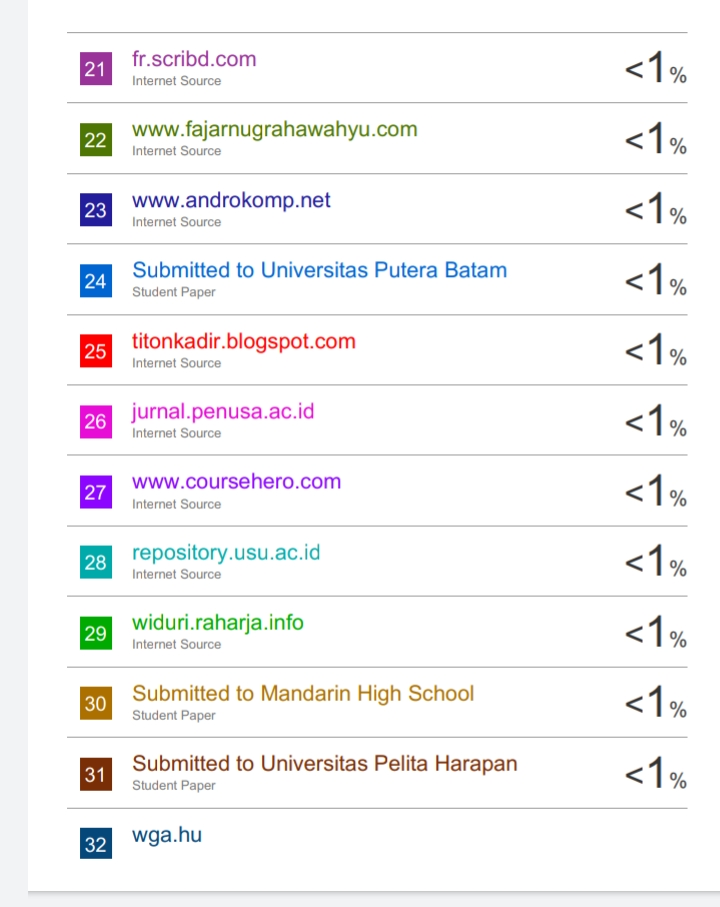 21 fr.scribd.com <1%
Internet Source
22 www.fajarnugrahawahyu.com <1%
Internet Source
23 www.androkomp.net <1%
Internet Source
24 Submitted to Universitas Putera Batam <1%
Student Paper
25 titonkadir.blogspot.com <1%
Internet Source
26 jurnal.penusa.ac.id <1%
Internet Source
27 www.coursehero.com <1%
Internet Source
28 repository.usu.ac.id <1%
Internet Source
29 widuri.raharja.info <1%
Internet Source
30 Submitted to Mandarin High School <1%
Student Paper
31 Submitted to Universitas Pelita Harapan <1%
Student Paper
32 wga.hu